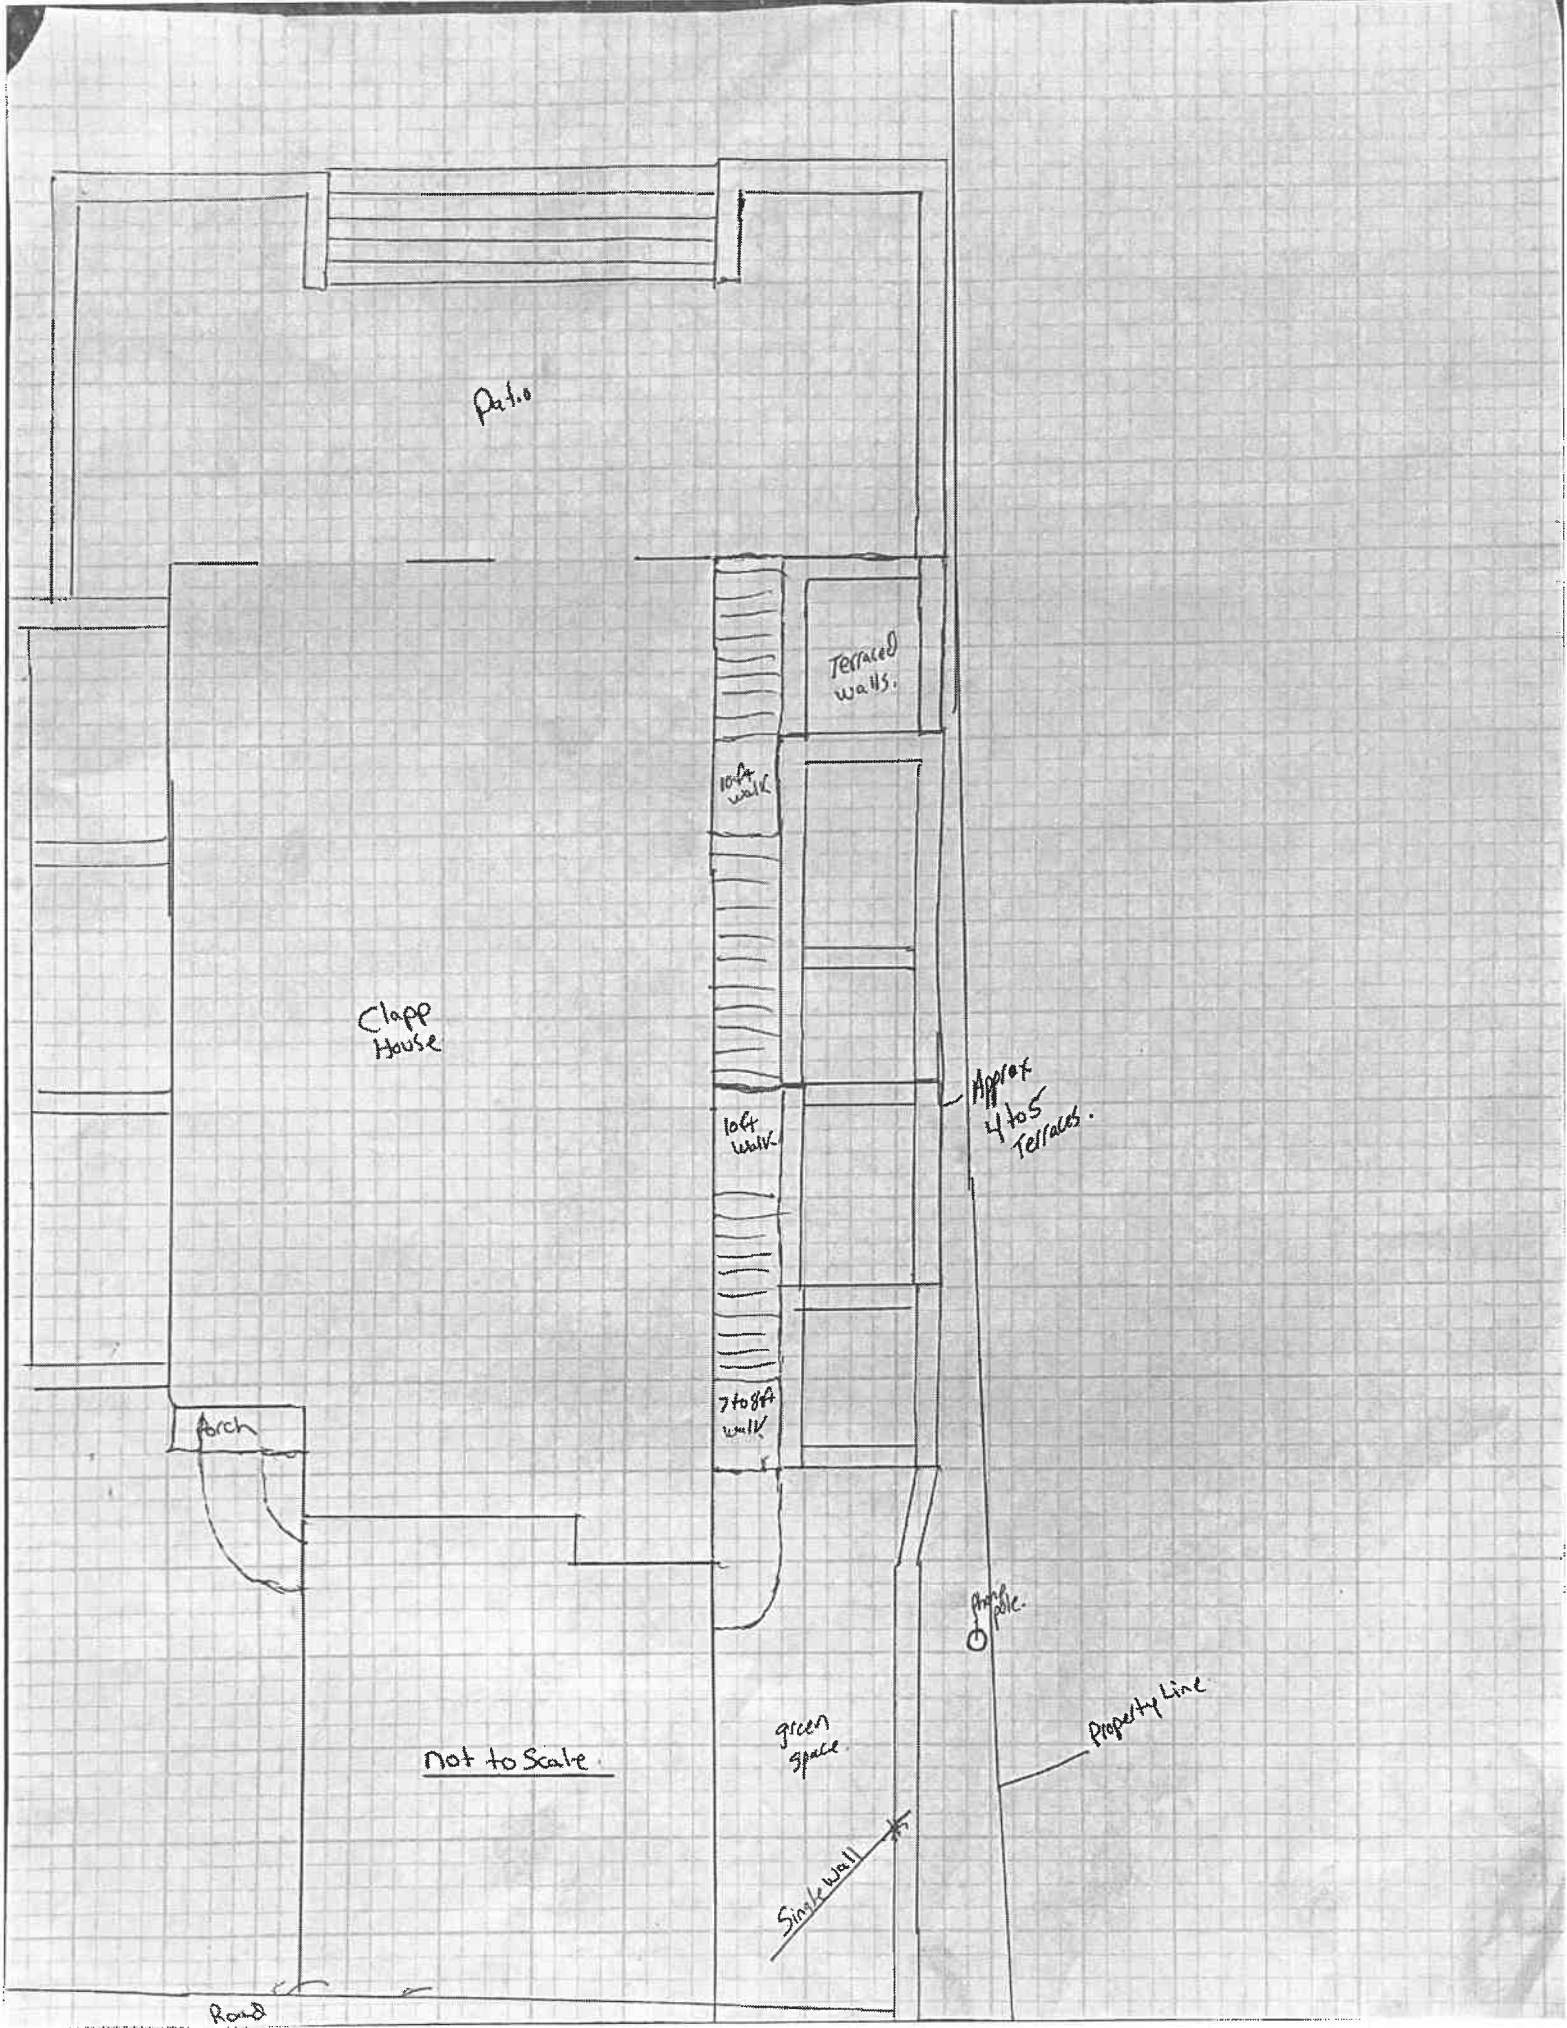 Patio
Terraced
walls.
10ft
walk
Clapp
House
Approx
4 to 5
Terraces.
10ft
walk
7 to 8ft
walk
Porch
phone
pole.
Property Line
green
space.
not to Scale.
Single Wall
Road